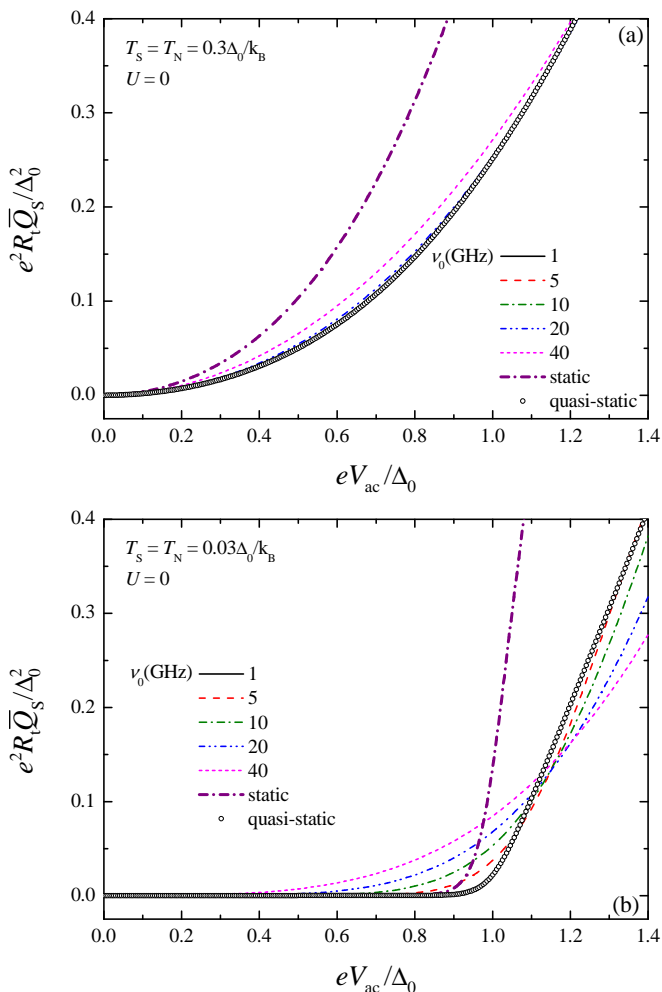 (a)
T_S = T_N = 0.3Δ_0/k_B
U = 0
0.4
0.3
0.2
0.1
0.0
e^2R_tQ̅_S/Δ_0^2
ν_0(GHz)
1
5
10
20
40
static
quasi-static
0.0 0.2 0.4 0.6 0.8 1.0 1.2 1.4
eV_ac/Δ_0
T_S = T_N = 0.03Δ_0/k_B
U = 0
0.4
0.3
0.2
0.1
0.0
e^2R_tQ̅_S/Δ_0^2
ν_0(GHz)
1
5
10
20
40
static
quasi-static
(b)
0.0 0.2 0.4 0.6 0.8 1.0 1.2 1.4
eV_ac/Δ_0